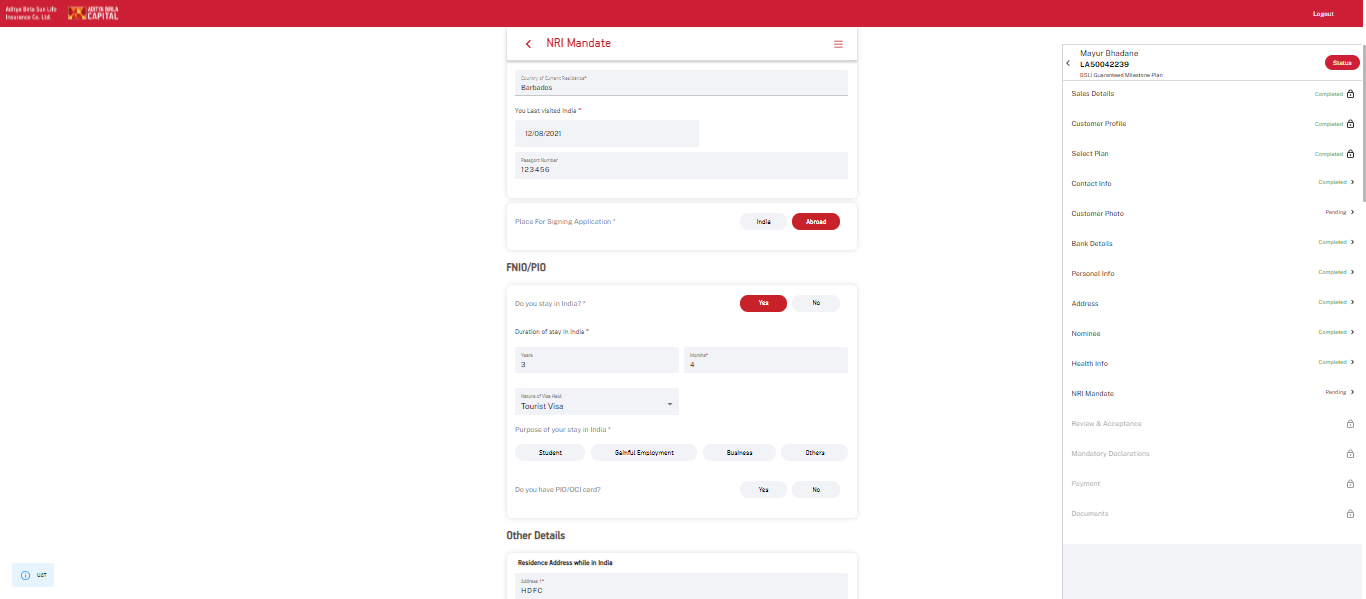 Aditya Birla Sun Life
Insurance Co. Ltd.
ADITYA BIRLA
CAPITAL
Logout
NRI Mandate
Country of Current Residence*
Barbados
You Last visited India *
12/08/2021
Passport Number
123456
Place For Signing Application *
India
Abroad
FNIO/PIO
Do you stay in India? *
Yes
No
Duration of stay in India *
Years
3
Months*
4
Nature of Visa Held
Tourist Visa
Purpose of your stay in India *
Student
Gainful Employment
Business
Others
Do you have PIO/OCI card?
Yes
No
Other Details
Residence Address while in India
Address 1*
HDFC
UAT
Mayur Bhadane
LA50042239
BSLI Guaranteed Milestone Plan
Status
Sales Details
Completed
Customer Profile
Completed
Select Plan
Completed
Contact Info
Completed
Customer Photo
Pending
Bank Details
Completed
Personal Info
Completed
Address
Completed
Nominee
Completed
Health Info
Completed
NRI Mandate
Pending
Review & Acceptance
Mandatory Declarations
Payment
Documents